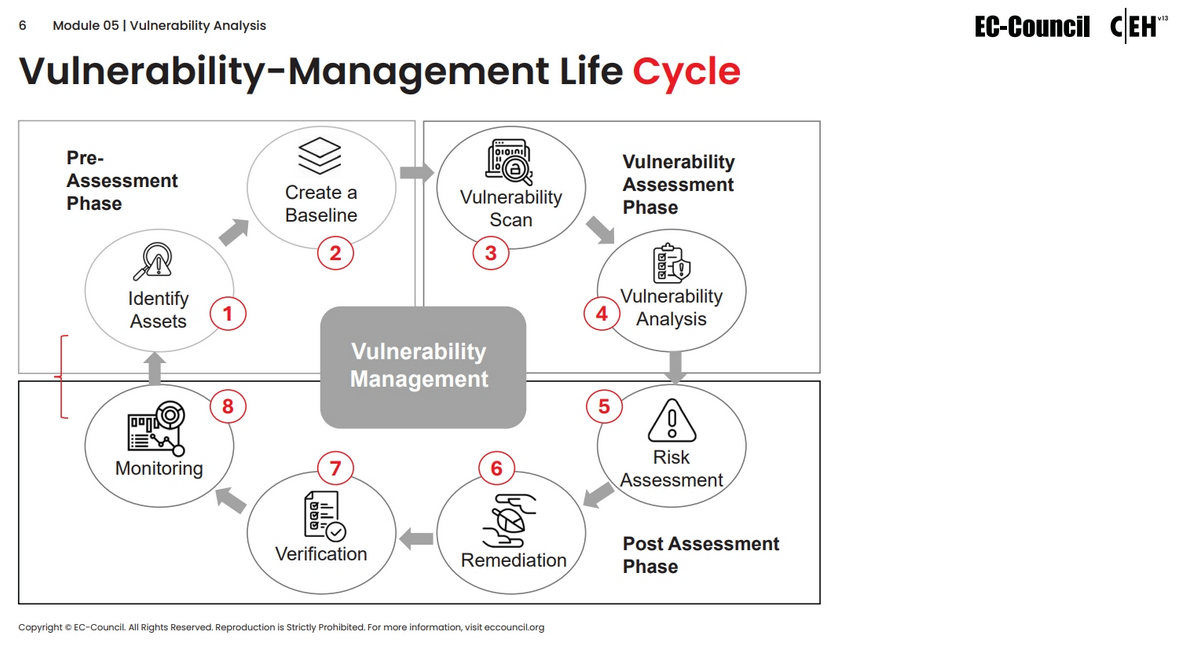 6 Module 05 | Vulnerability Analysis
EC-Council C|EH v13
Vulnerability-Management Life Cycle
Pre-
Assessment
Phase
Create a
Baseline
2
Identify
Assets
1
Vulnerability
Scan
3
Vulnerability
Assessment
Phase
Vulnerability
Analysis
4
Vulnerability
Management
5
Risk
Assessment
6
Remediation
Post Assessment
Phase
7
Verification
8
Monitoring
Copyright © EC-Council. All Rights Reserved. Reproduction is Strictly Prohibited. For more information, visit eccouncil.org